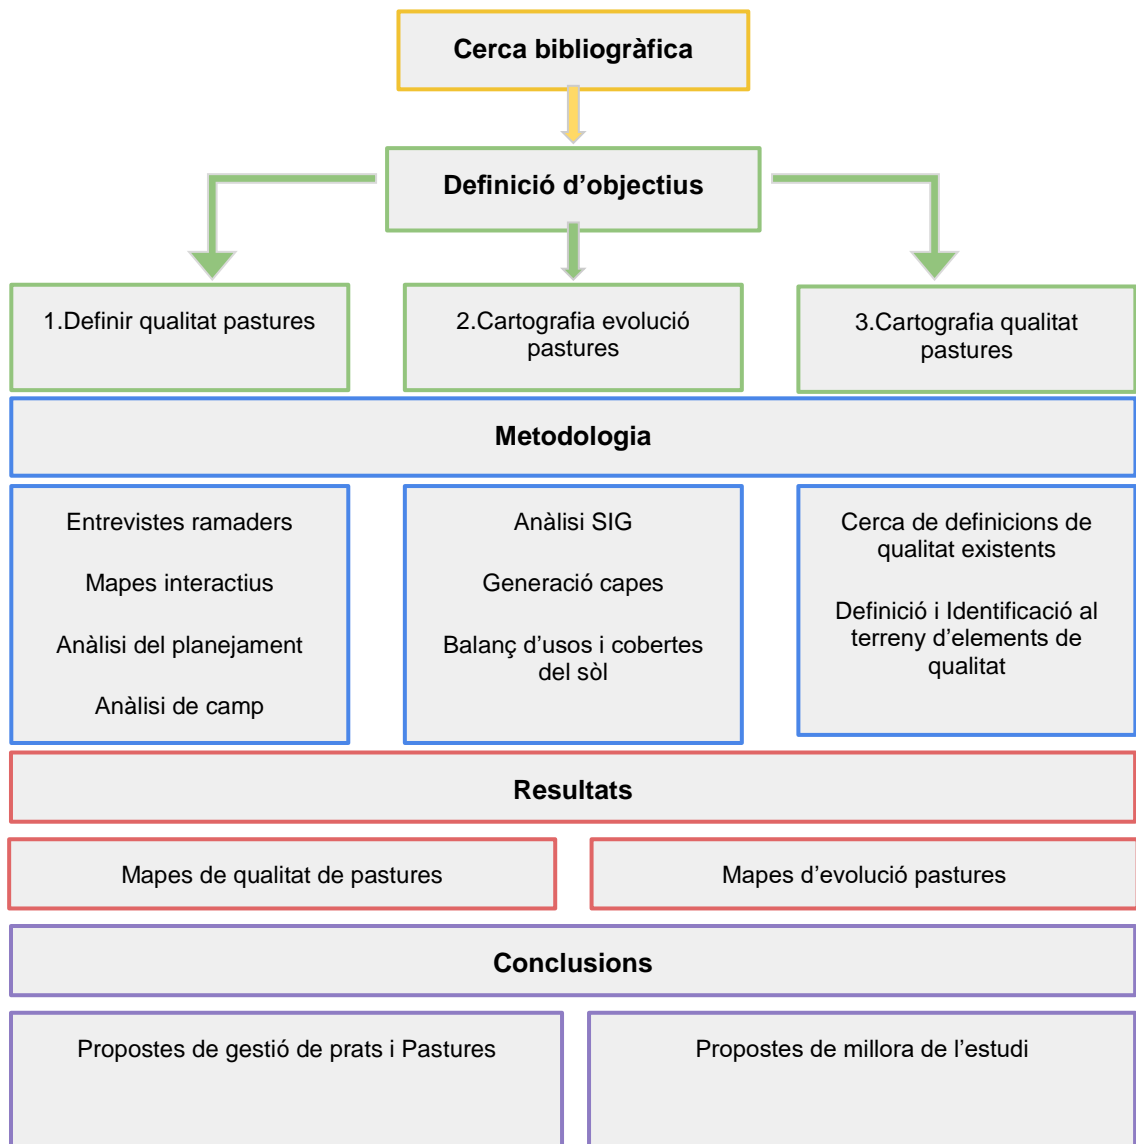 Cerca bibliogràfica
Definició d'objectius
1.Definir qualitat pastures
2.Cartografia evolució
pastures
3.Cartografia qualitat
pastures
Metodologia
Entrevistes ramaders
Mapes interactius
Anàlisi del planejament
Anàlisi de camp
Anàlisi SIG
Generació capes
Balanç d'usos i cobertes
del sòl
Cerca de definicions de
qualitat existents
Definició i Identificació al
terreny d'elements de
qualitat
Resultats
Mapes de qualitat de pastures
Mapes d'evolució pastures
Conclusions
Propostes de gestió de prats i Pastures
Propostes de millora de l'estudi